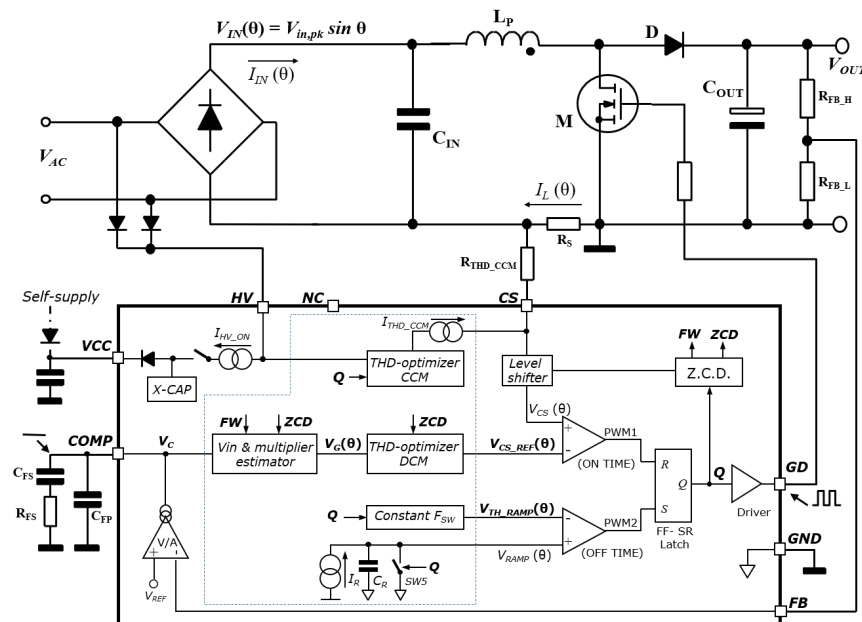 V_IN(θ) = V_in,pk sin θ
I_IN (θ)
L_P
D
V_OUT
C_OUT
R_FB_H
M
C_IN
V_AC
I_L (θ)
R_FB_L
R_S
R_THD_CCM
Self-supply
HV
NC
CS
I_THD_CCM
FW
ZCD
VCC
I_HV_ON
X-CAP
Q
THD-optimizer
CCM
Level
shifter
Z.C.D.
COMP
V_C
FW
ZCD
ZCD
V_CS (θ)
Vin & multiplier
estimator
V_G(θ)
THD-optimizer
DCM
V_CS_REF(θ)
+
-
PWM1
(ON TIME)
C_FS
R_FS
C_FP
R
Q
S
FF- SR
Latch
Q
Driver
GD
Q
Constant F_SW
V_TH_RAMP(θ)
-
+
PWM2
(OFF TIME)
V_RAMP (θ)
V/A
+
-
V_REF
I_R
C_R
SW5
Q
GND
FB